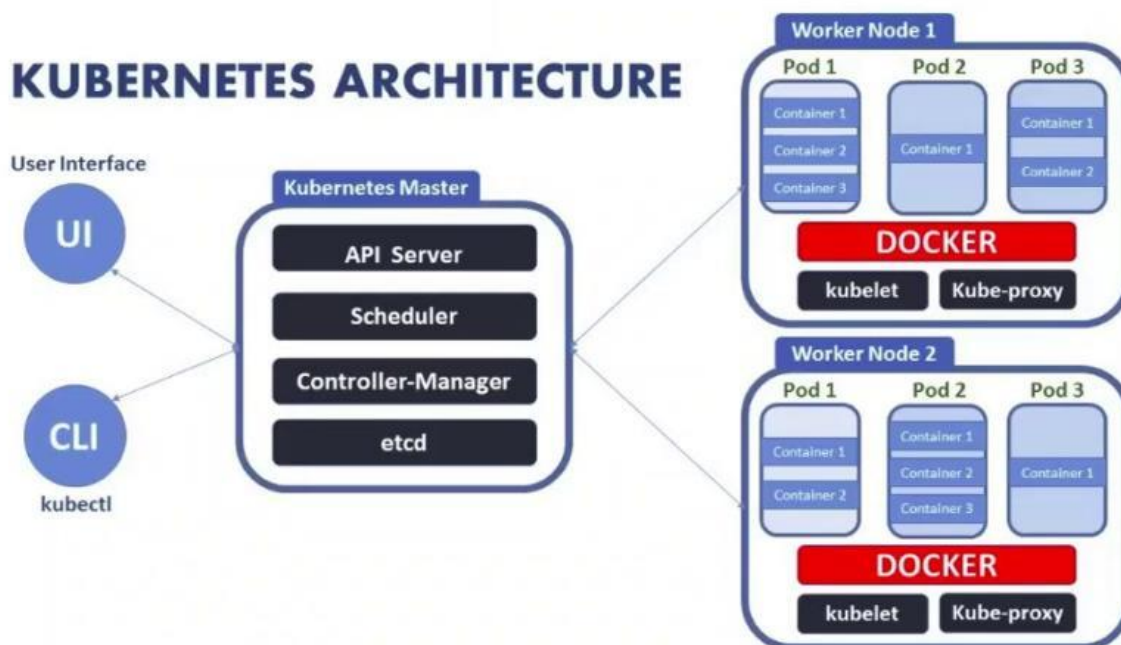 KUBERNETES ARCHITECTURE
User Interface
UI
CLI
kubectl
Kubernetes Master
API Server
Scheduler
Controller-Manager
etcd
Worker Node 1
Pod 1
Pod 2
Pod 3
Container 1
Container 2
Container 3
Container 1
Container 1
Container 2
DOCKER
kubelet
Kube-proxy
Worker Node 2
Pod 1
Pod 2
Pod 3
Container 1
Container 2
Container 1
Container 2
Container 3
Container 1
DOCKER
kubelet
Kube-proxy